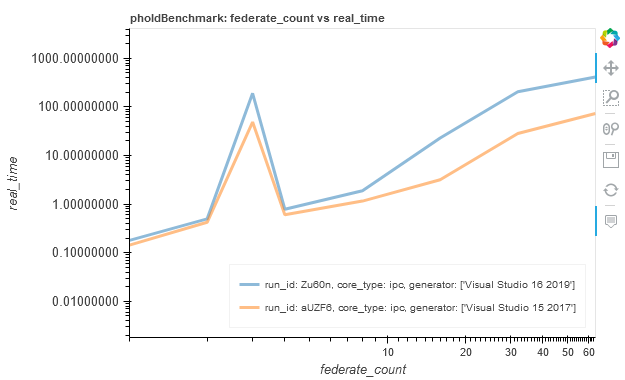 pholdBenchmark: federate_count vs real_time
1000.00000000
100.00000000
10.00000000
1.00000000
0.10000000
0.01000000
real_time
run_id: Zu60n, core_type: ipc, generator: ['Visual Studio 16 2019']
run_id: aUZF6, core_type: ipc, generator: ['Visual Studio 15 2017']
10 20 30 40 50 60
federate_count